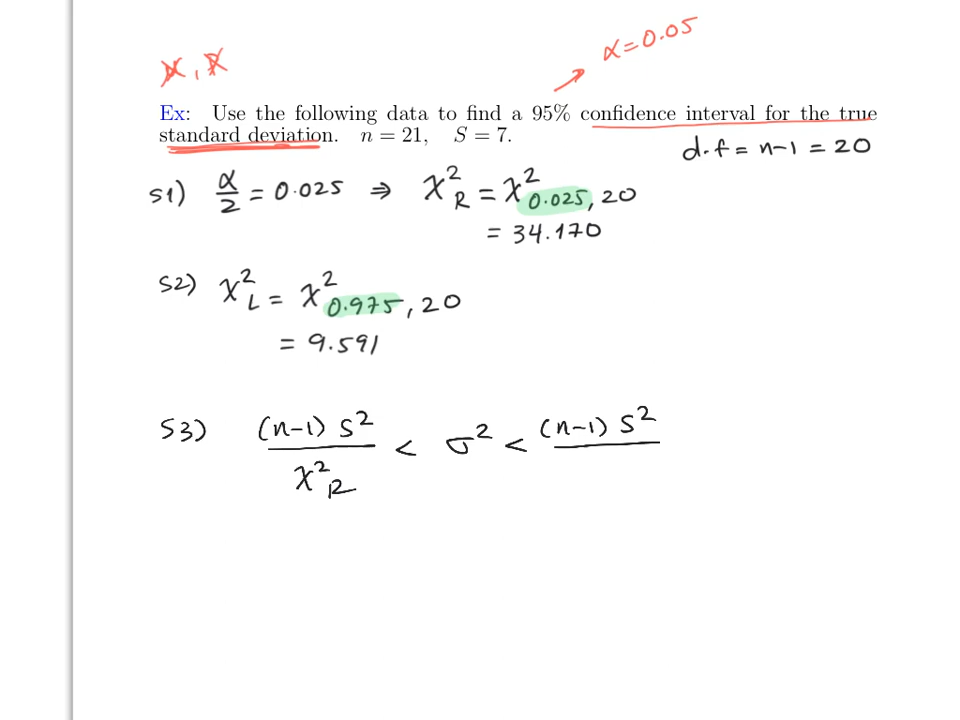 α = 0.05
Ex: Use the following data to find a 95% confidence interval for the true
standard deviation. n = 21, S = 7.
d.f = n-1 = 20
S1) α/2 = 0.025 ⇒ χ²_R = χ²_0.025, 20
= 34.170
S2) χ²_L = χ²_0.975, 20
= 9.591
S3) (n-1) S² / χ²_R < σ² < (n-1) S² /